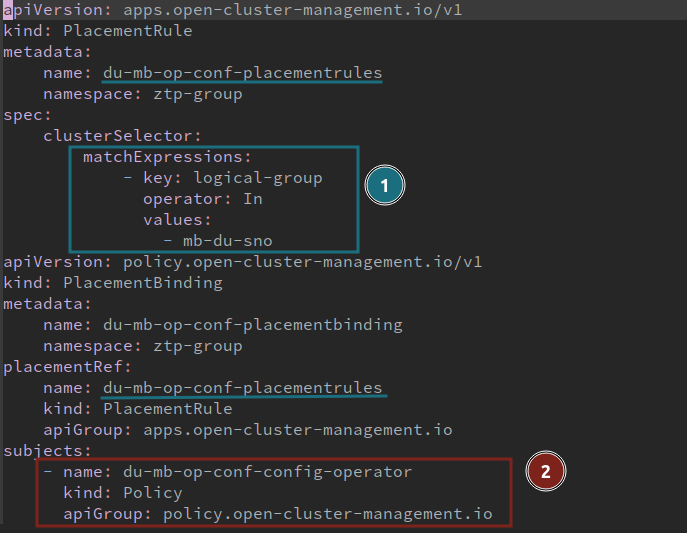 apiVersion: apps.open-cluster-management.io/v1
kind: PlacementRule
metadata:
    name: du-mb-op-conf-placementrules
    namespace: ztp-group
spec:
    clusterSelector:
        matchExpressions:
            - key: logical-group
              operator: In
              values:
                - mb-du-sno
1
apiVersion: policy.open-cluster-management.io/v1
kind: PlacementBinding
metadata:
    name: du-mb-op-conf-placementbinding
    namespace: ztp-group
placementRef:
    name: du-mb-op-conf-placementrules
    kind: PlacementRule
    apiGroup: apps.open-cluster-management.io
subjects:
    - name: du-mb-op-conf-config-operator
      kind: Policy
      apiGroup: policy.open-cluster-management.io
2